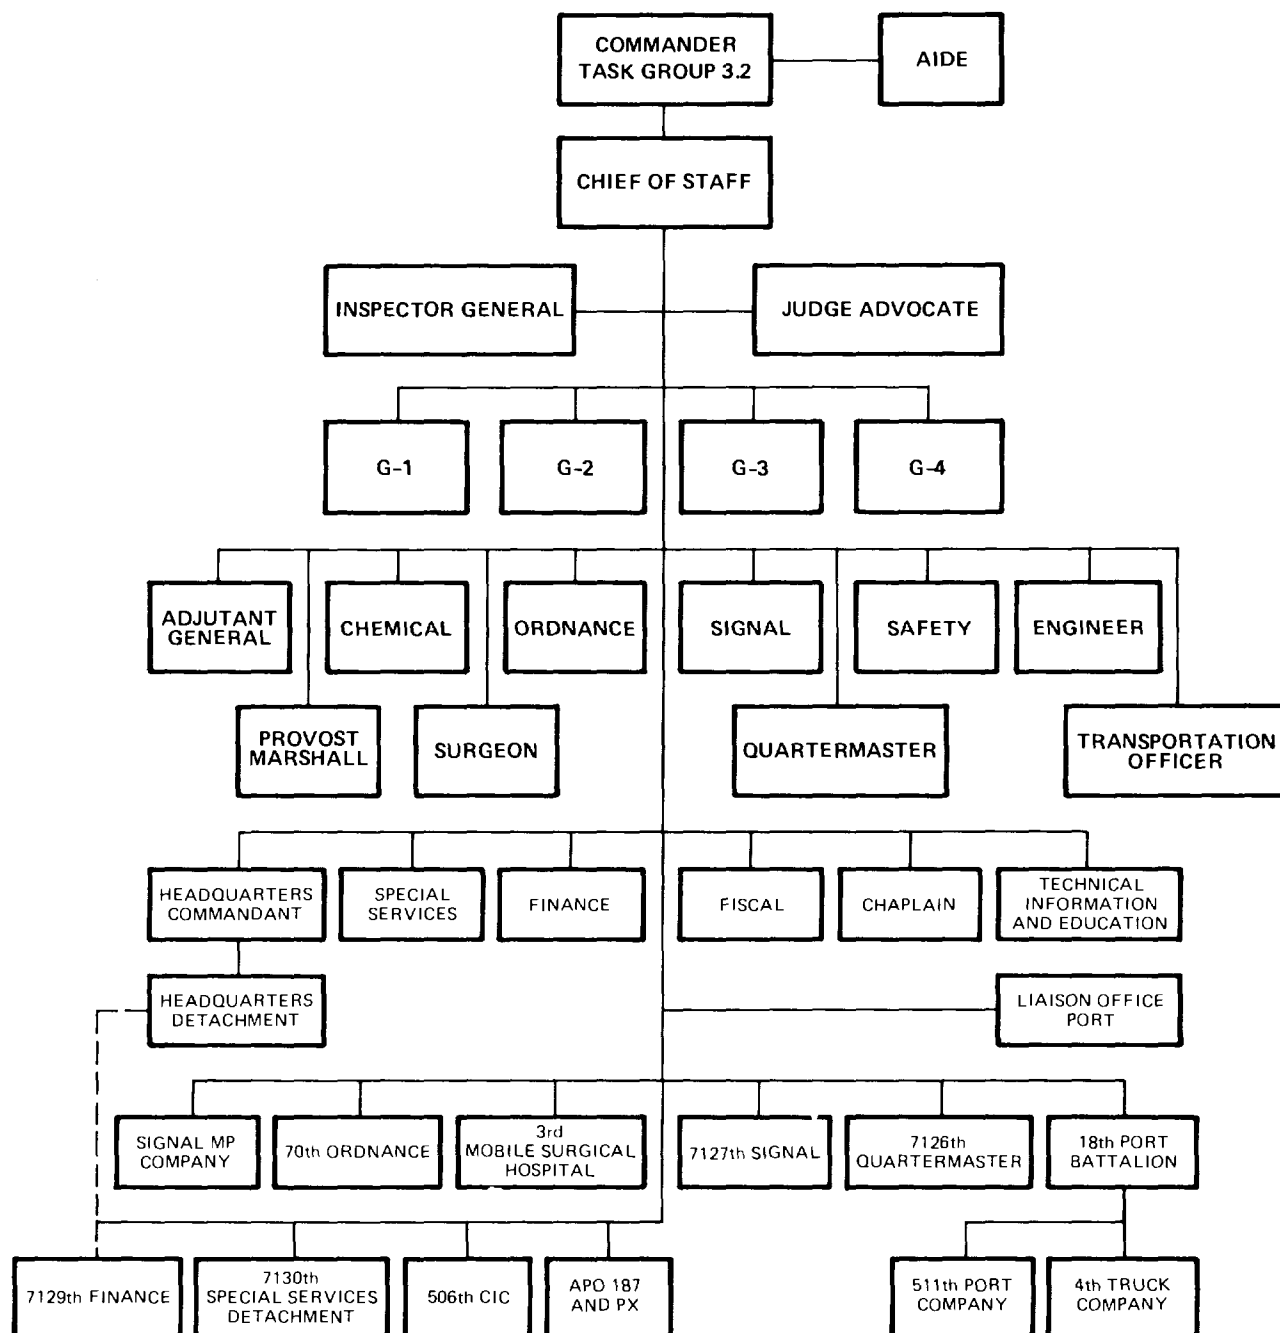 COMMANDER
TASK GROUP 3.2
AIDE
CHIEF OF STAFF
INSPECTOR GENERAL
JUDGE ADVOCATE
G-1
G-2
G-3
G-4
ADJUTANT
GENERAL
CHEMICAL
ORDNANCE
SIGNAL
SAFETY
ENGINEER
PROVOST
MARSHALL
SURGEON
QUARTERMASTER
TRANSPORTATION
OFFICER
HEADQUARTERS
COMMANDANT
SPECIAL
SERVICES
FINANCE
FISCAL
CHAPLAIN
TECHNICAL
INFORMATION
AND EDUCATION
HEADQUARTERS
DETACHMENT
LIAISON OFFICE
PORT
SIGNAL MP
COMPANY
70th ORDNANCE
3rd
MOBILE SURGICAL
HOSPITAL
7127th SIGNAL
7126th
QUARTERMASTER
18th PORT
BATTALION
7129th FINANCE
7130th
SPECIAL SERVICES
DETACHMENT
506th CIC
APO 187
AND PX
511th PORT
COMPANY
4th TRUCK
COMPANY